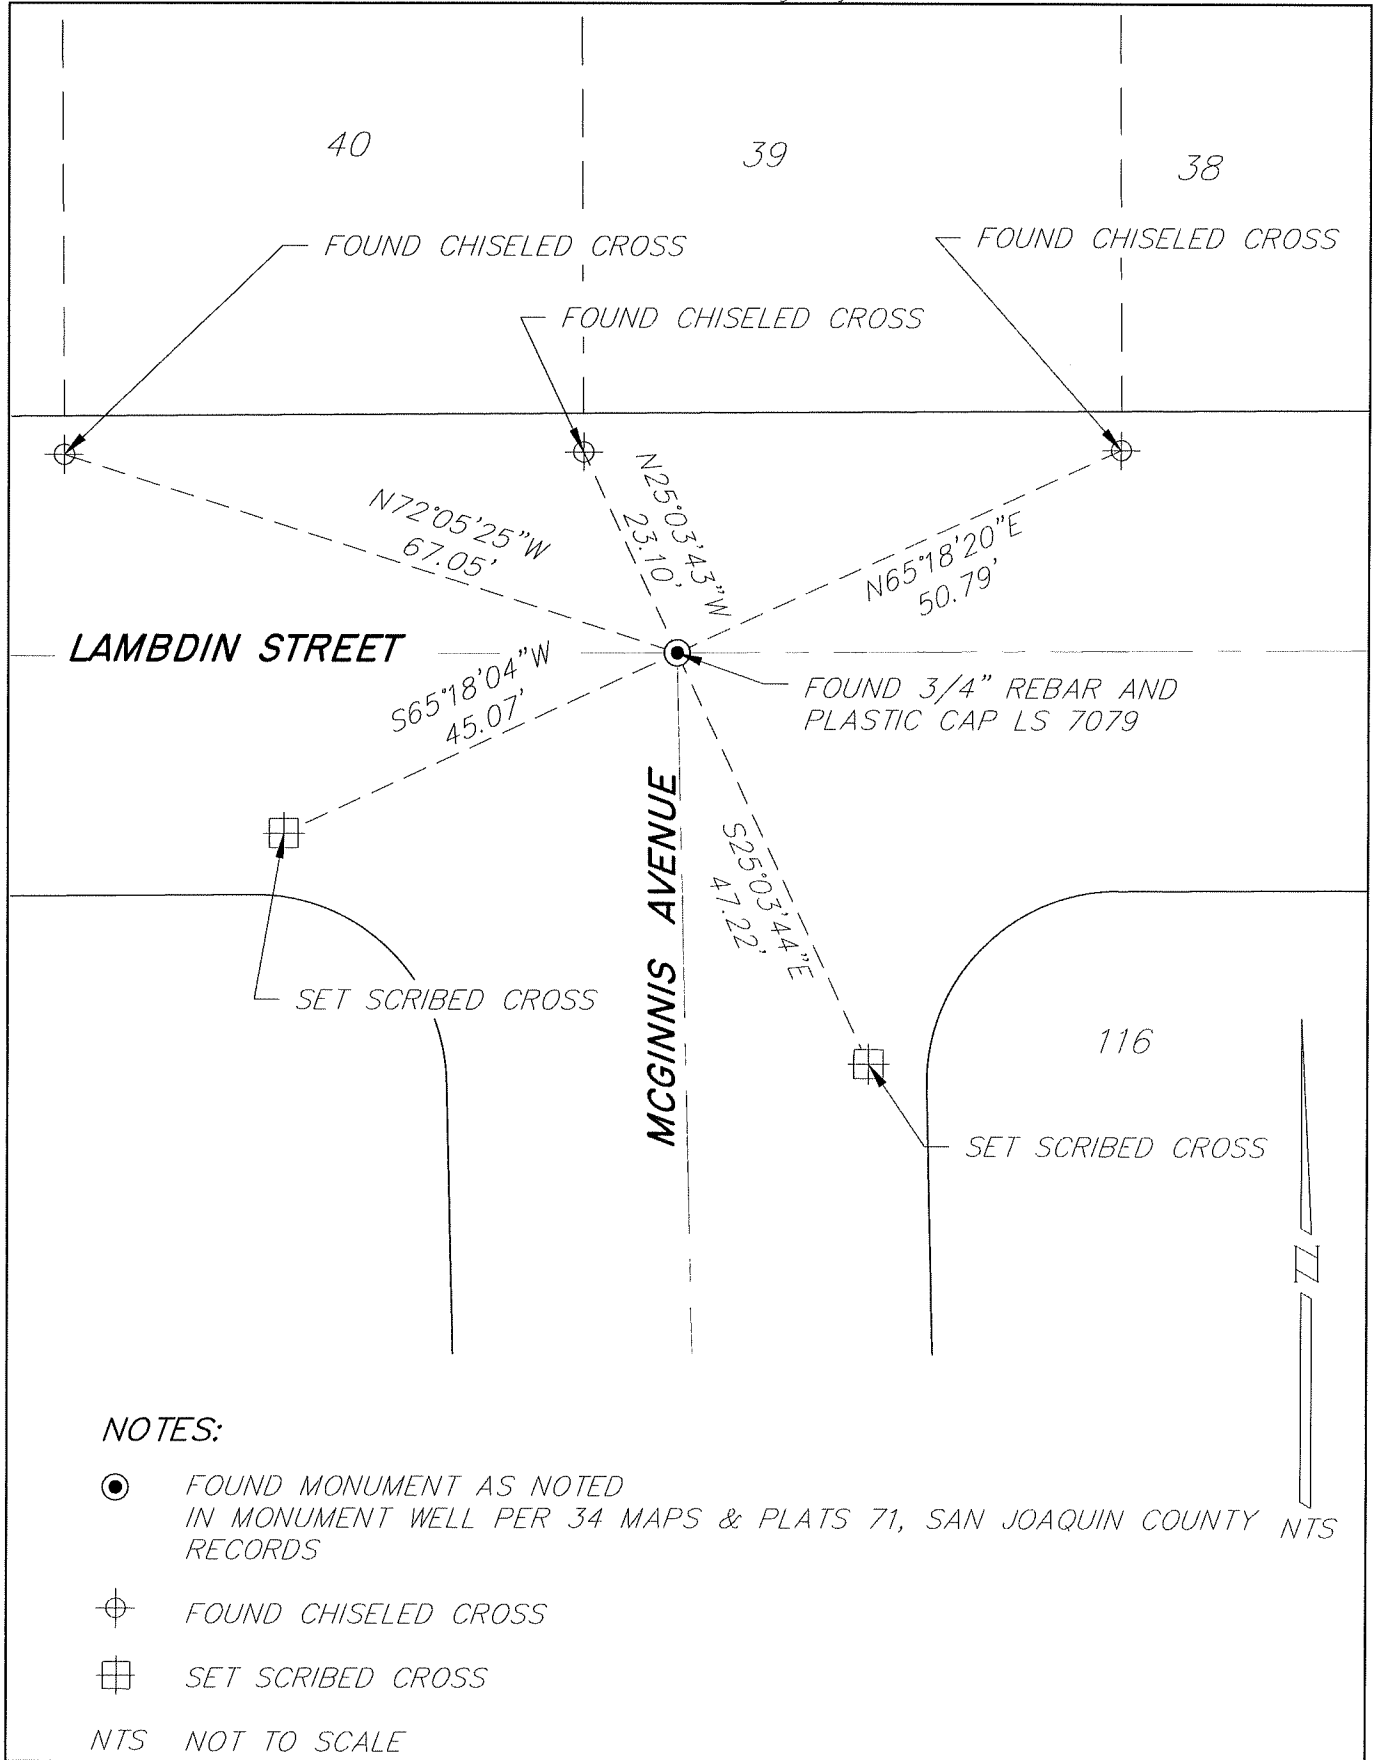 40
39
38
FOUND CHISELED CROSS
FOUND CHISELED CROSS
FOUND CHISELED CROSS
N72°05'25"W
67.05'
N25°03'43"W
23.10'
N65°18'20"E
50.79'
LAMBDIN STREET
S65°18'04"W
45.07'
FOUND 3/4" REBAR AND
PLASTIC CAP LS 7079
MCGINNIS AVENUE
S25°03'44"E
47.22'
SET SCRIBED CROSS
116
SET SCRIBED CROSS
N
NTS
NOTES:
FOUND MONUMENT AS NOTED
IN MONUMENT WELL PER 34 MAPS & PLATS 71, SAN JOAQUIN COUNTY
RECORDS
FOUND CHISELED CROSS
SET SCRIBED CROSS
NTS NOT TO SCALE